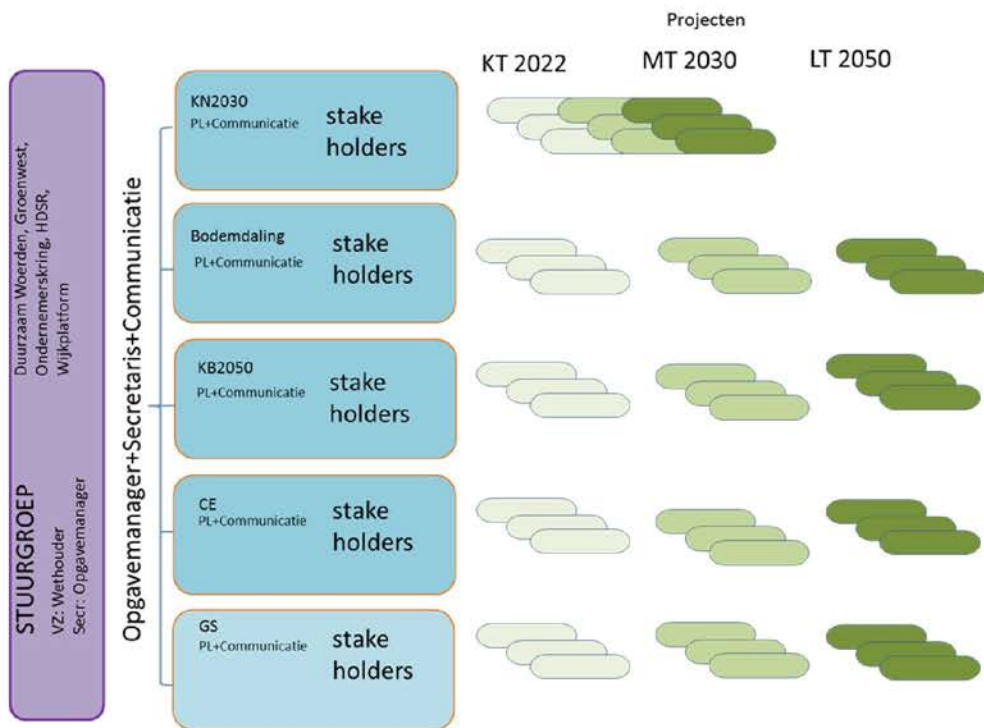 Projecten
KT 2022
MT 2030
LT 2050
STUURGROEP
VZ: Wethouder
Secr: Opgavemanager
Duurzaam Woerden, Groenwest,
Ondernemerskring, HDSR,
Wijkplatform
Opgavemanager+Secretaris+Communicatie
KN2030
PL+Communicatie
stake
holders
Bodemdaling
PL+Communicatie
stake
holders
KB2050
PL+Communicatie
stake
holders
CE
PL+Communicatie
stake
holders
GS
PL+Communicatie
stake
holders